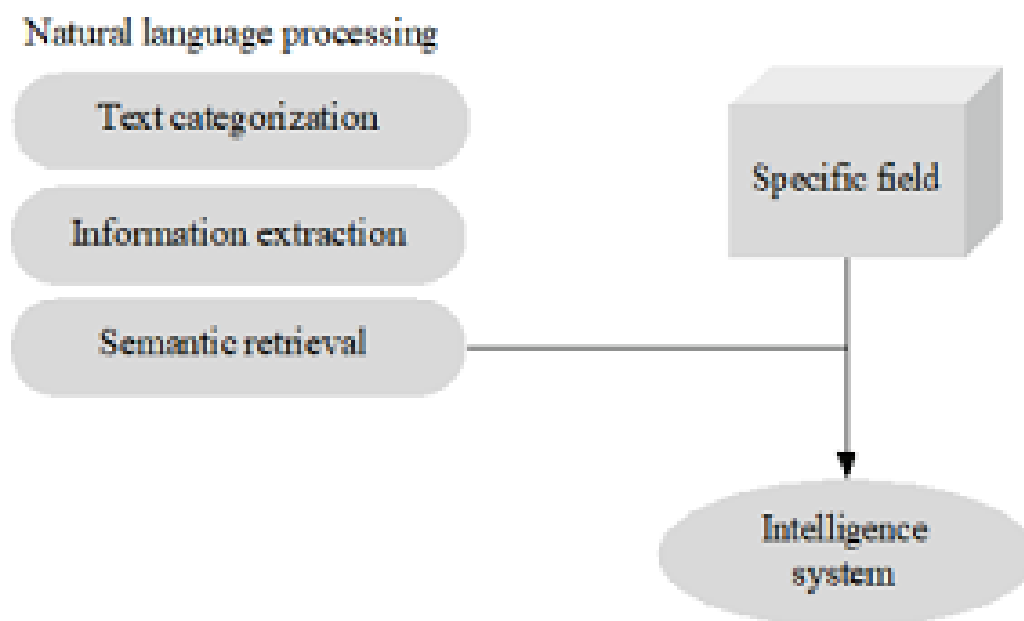 Natural language processing
Text categorization
Information extraction
Semantic retrieval
Specific field
Intelligence
system